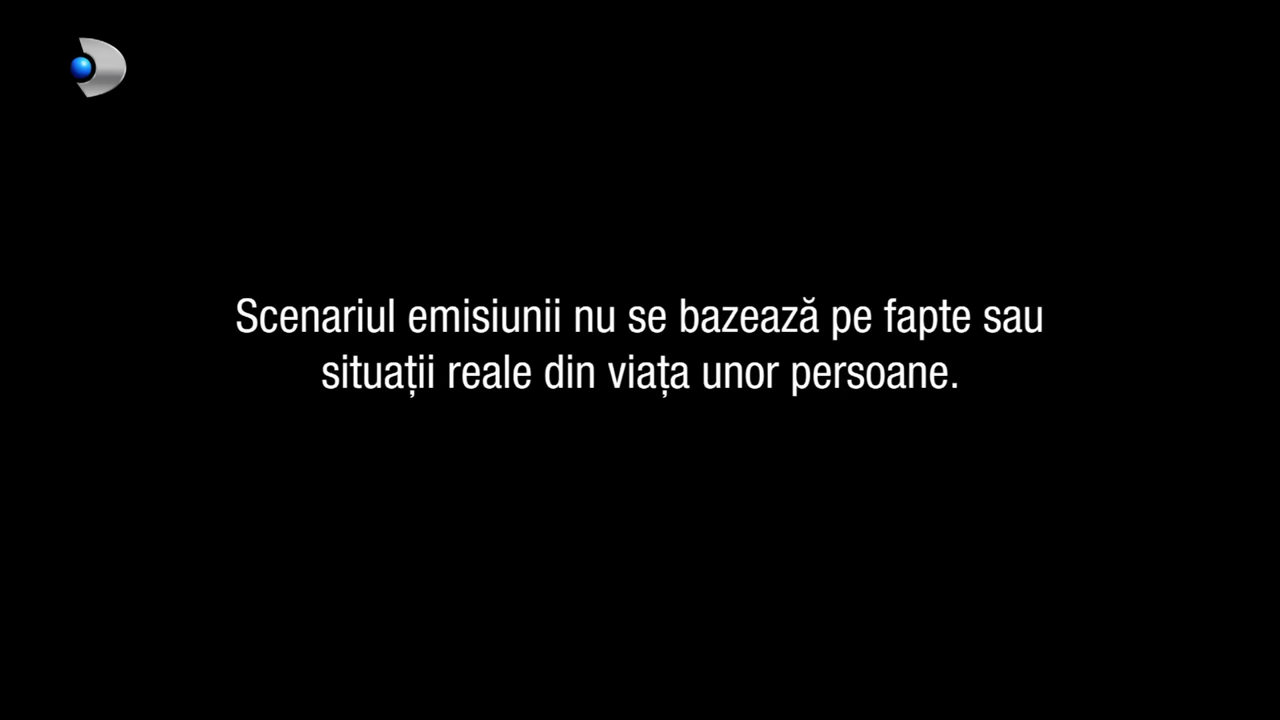 Scenariul emisiunii nu se bazează pe fapte sau
situații reale din viața unor persoane.